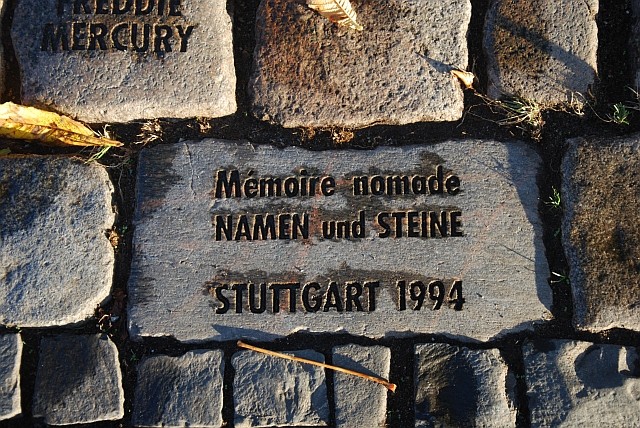 FREDDIE
MERCURY
Mémoire nomade
NAMEN und STEINE
STUTTGART 1994